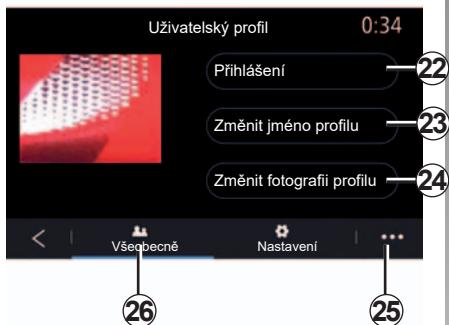 Uživatelský profil 0:34
Přihlášení 22
Změnit jméno profilu 23
Změnit fotografii profilu 24
Všeobecně Nastavení
26 25